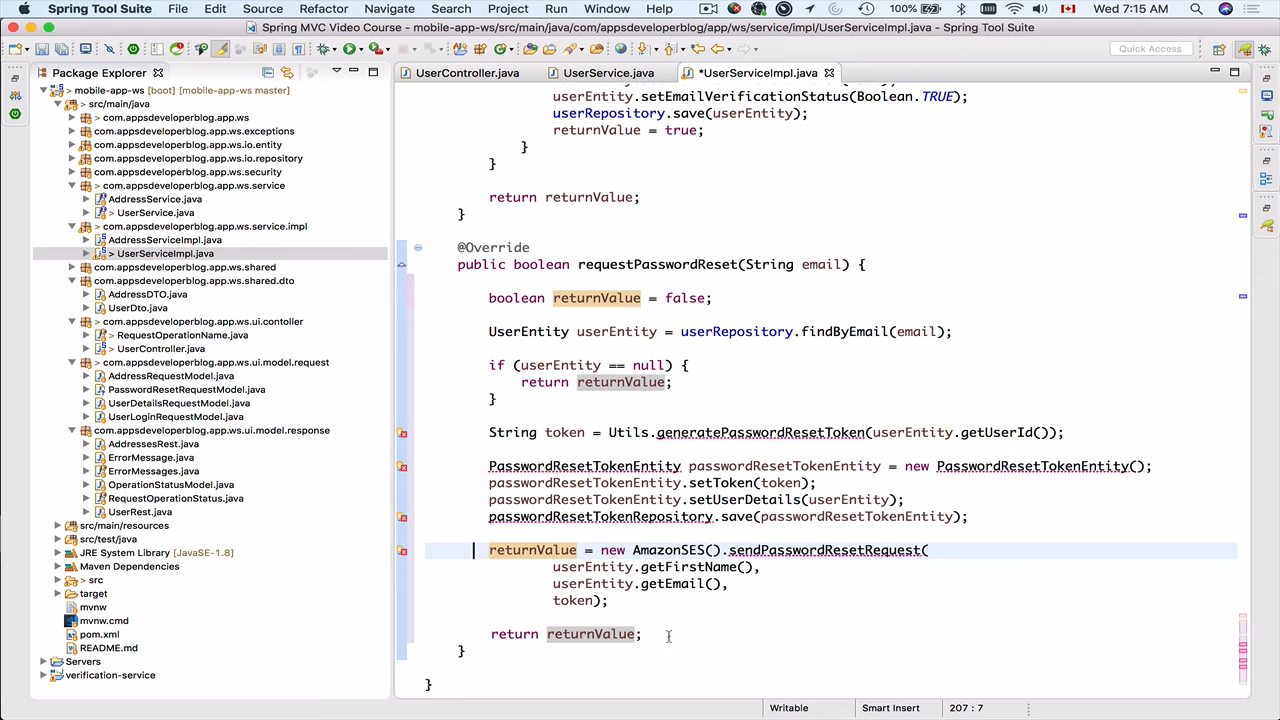 Spring Tool Suite File Edit Source Refactor Navigate Search Project Run Window Help 100% Wed 7:15 AM
Spring MVC Video Course - mobile-app-ws/src/main/java/com/appsdeveloperblog/app/ws/service/impl/UserServiceImpl.java - Spring Tool Suite
Quick Access
Package Explorer
UserController.java UserService.java *UserServiceImpl.java
> mobile-app-ws [boot] [mobile-app-ws master]
> src/main/java
com.appsdeveloperblog.app.ws
com.appsdeveloperblog.app.ws.exceptions
com.appsdeveloperblog.app.ws.io.entity
com.appsdeveloperblog.app.ws.io.repository
com.appsdeveloperblog.app.ws.security
> com.appsdeveloperblog.app.ws.service
AddressService.java
> UserService.java
> com.appsdeveloperblog.app.ws.service.impl
AddressServiceImpl.java
> UserServiceImpl.java
com.appsdeveloperblog.app.ws.shared
com.appsdeveloperblog.app.ws.shared.dto
AddressDTO.java
UserDto.java
> com.appsdeveloperblog.app.ws.ui.contoller
> RequestOperationName.java
> UserController.java
> com.appsdeveloperblog.app.ws.ui.model.request
AddressRequestModel.java
PasswordResetRequestModel.java
UserDetailsRequestModel.java
UserLoginRequestModel.java
com.appsdeveloperblog.app.ws.ui.model.response
AddressesRest.java
ErrorMessage.java
ErrorMessages.java
OperationStatusModel.java
RequestOperationStatus.java
UserRest.java
src/main/resources
src/test/java
JRE System Library [JavaSE-1.8]
Maven Dependencies
> src
target
mvnw
mvnw.cmd
pom.xml
README.md
Servers
verification-service
userEntity.setEmailVerificationStatus(Boolean.TRUE);
userRepository.save(userEntity);
returnValue = true;
}
}
return returnValue;
}
@Override
public boolean requestPasswordReset(String email) {
boolean returnValue = false;
UserEntity userEntity = userRepository.findByEmail(email);
if (userEntity == null) {
return returnValue;
}
String token = Utils.generatePasswordResetToken(userEntity.getUserId());
PasswordResetTokenEntity passwordResetTokenEntity = new PasswordResetTokenEntity();
passwordResetTokenEntity.setToken(token);
passwordResetTokenEntity.setUserDetails(userEntity);
passwordResetTokenRepository.save(passwordResetTokenEntity);
returnValue = new AmazonSES().sendPasswordResetRequest(
userEntity.getFirstName(),
userEntity.getEmail(),
token);
return returnValue;
}
}
Writable Smart Insert 207 : 7